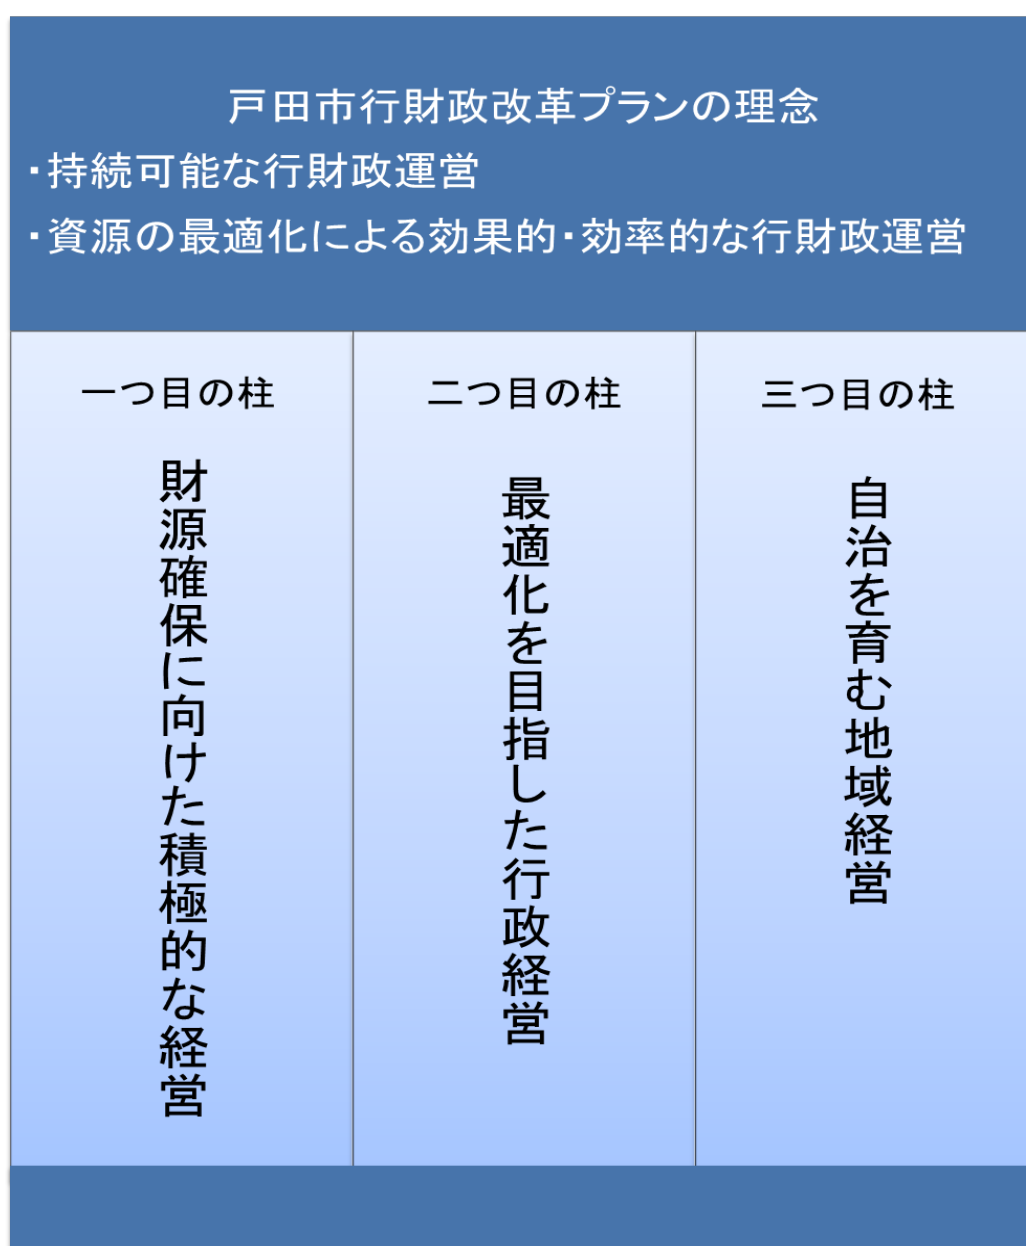 戸田市行財政改革プランの理念
・持続可能な行財政運営
・資源の最適化による効果的・効率的な行財政運営
一つ目の柱
財源確保に向けた積極的な経営
二つ目の柱
最適化を目指した行政経営
三つ目の柱
自治を育む地域経営